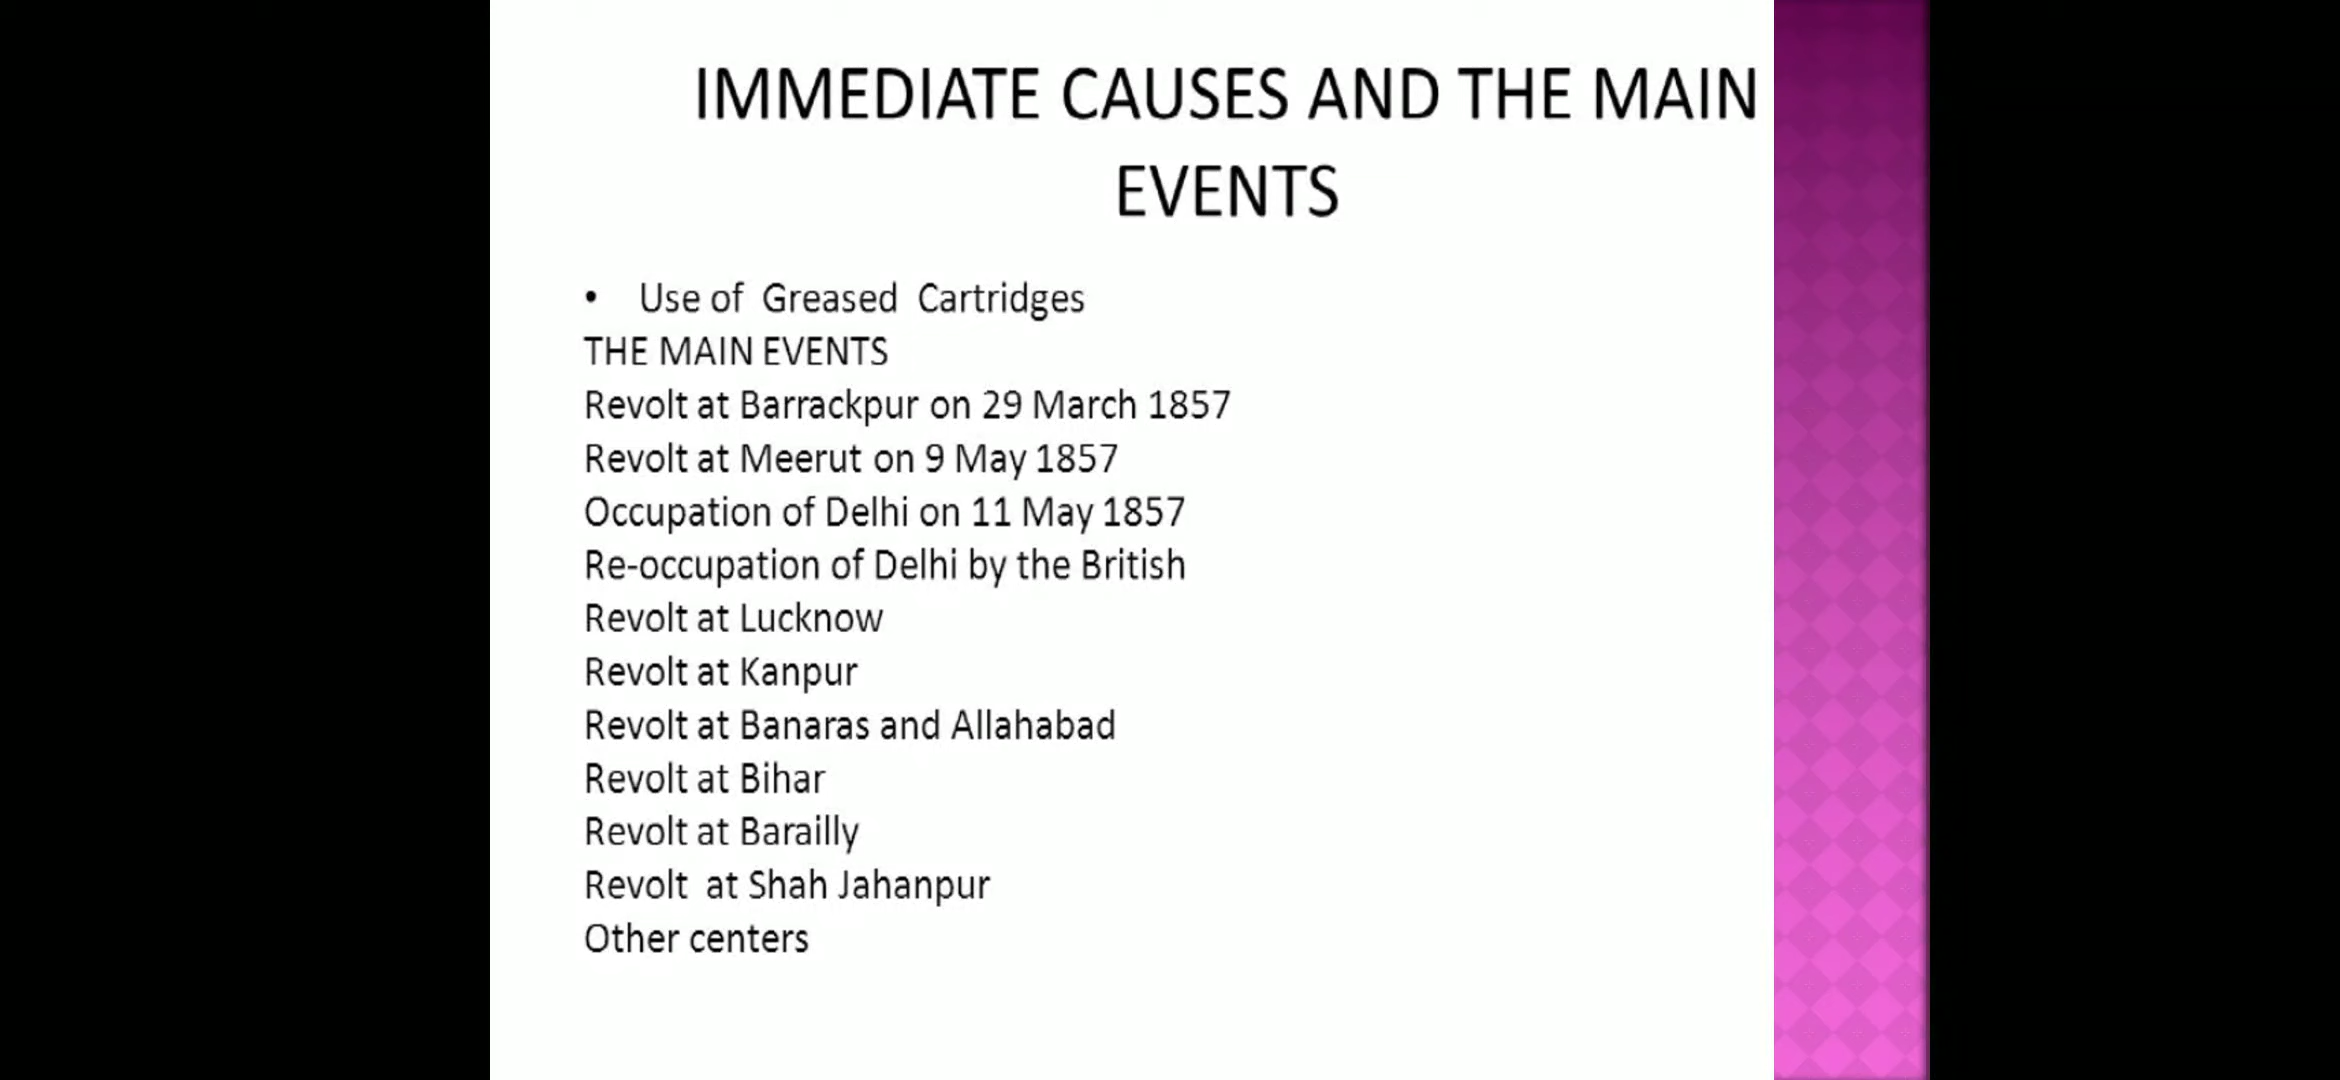 IMMEDIATE CAUSES AND THE MAIN
EVENTS
• Use of Greased Cartridges
THE MAIN EVENTS
Revolt at Barrackpur on 29 March 1857
Revolt at Meerut on 9 May 1857
Occupation of Delhi on 11 May 1857
Re-occupation of Delhi by the British
Revolt at Lucknow
Revolt at Kanpur
Revolt at Banaras and Allahabad
Revolt at Bihar
Revolt at Barailly
Revolt at Shah Jahanpur
Other centers